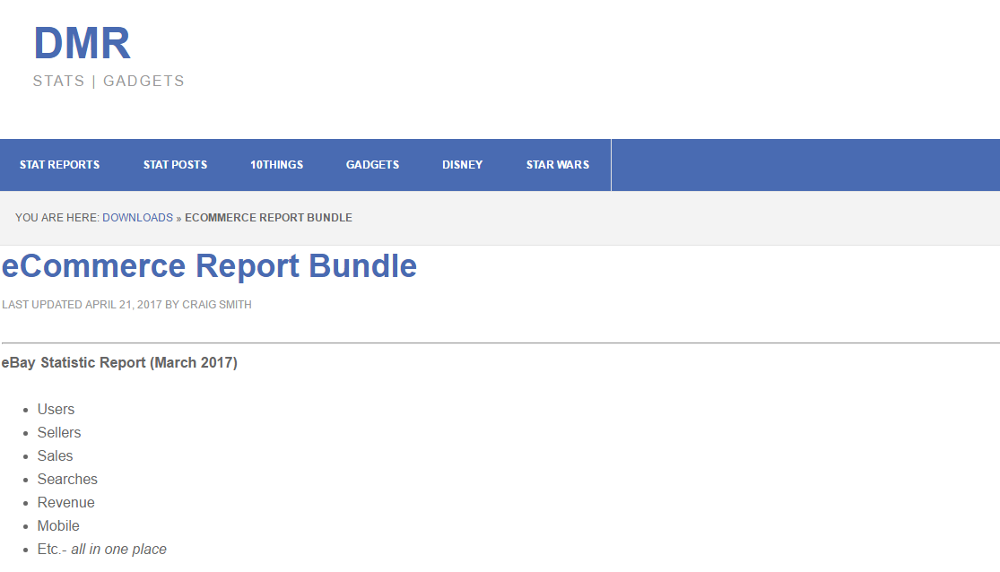 DMR
STATS | GADGETS
STAT REPORTS STAT POSTS 10THINGS GADGETS DISNEY STAR WARS
YOU ARE HERE: DOWNLOADS » ECOMMERCE REPORT BUNDLE
eCommerce Report Bundle
LAST UPDATED APRIL 21, 2017 BY CRAIG SMITH
eBay Statistic Report (March 2017)
• Users
• Sellers
• Sales
• Searches
• Revenue
• Mobile
• Etc.- all in one place